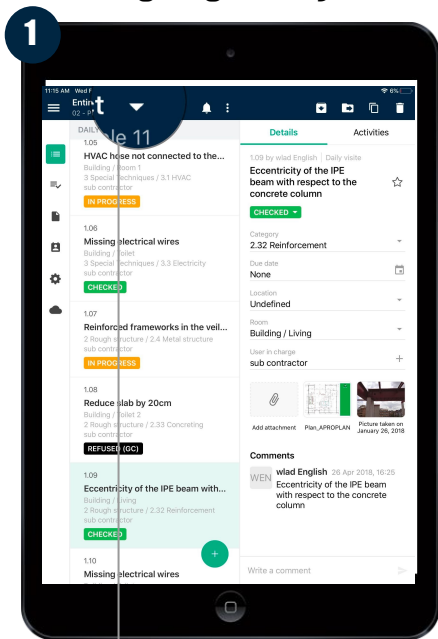 1
11:15 AM Wed F
6%
Entir
t
02 - P
DAILY
le 11
Details
Activities
1.05
HVAC hose not connected to the...
Building / Room 1
3 Special Techniques / 3.1 HVAC
sub contractor
IN PROGRESS
1.06
Missing electrical wires
Building / Toilet
3 Special Techniques / 3.3 Electricity
sub contractor
CHECKED
1.07
Reinforced frameworks in the veil...
2 Rough structure / 2.4 Metal structure
sub contractor
IN PROGRESS
1.08
Reduce slab by 20cm
Building / Toilet 2
2 Rough structure / 2.33 Concreting
sub contractor
REFUSED (GC)
1.09
Eccentricity of the IPE beam with...
Building / Living
2 Rough structure / 2.32 Reinforcement
sub contractor
CHECKED
1.10
Missing electrical wires
1.09 by wlad English | Daily visite
Eccentricity of the IPE
beam with respect to the
concrete column
CHECKED
Category
2.32 Reinforcement
Due date
None
Location
Undefined
Room
Building / Living
User in charge
sub contractor
Add attachment
Plan_APROPLAN
Picture taken on
January 26, 2018
Comments
WEN
wlad English 26 Apr 2018, 16:25
Eccentricity of the IPE beam
with respect to the concrete
column
Write a comment